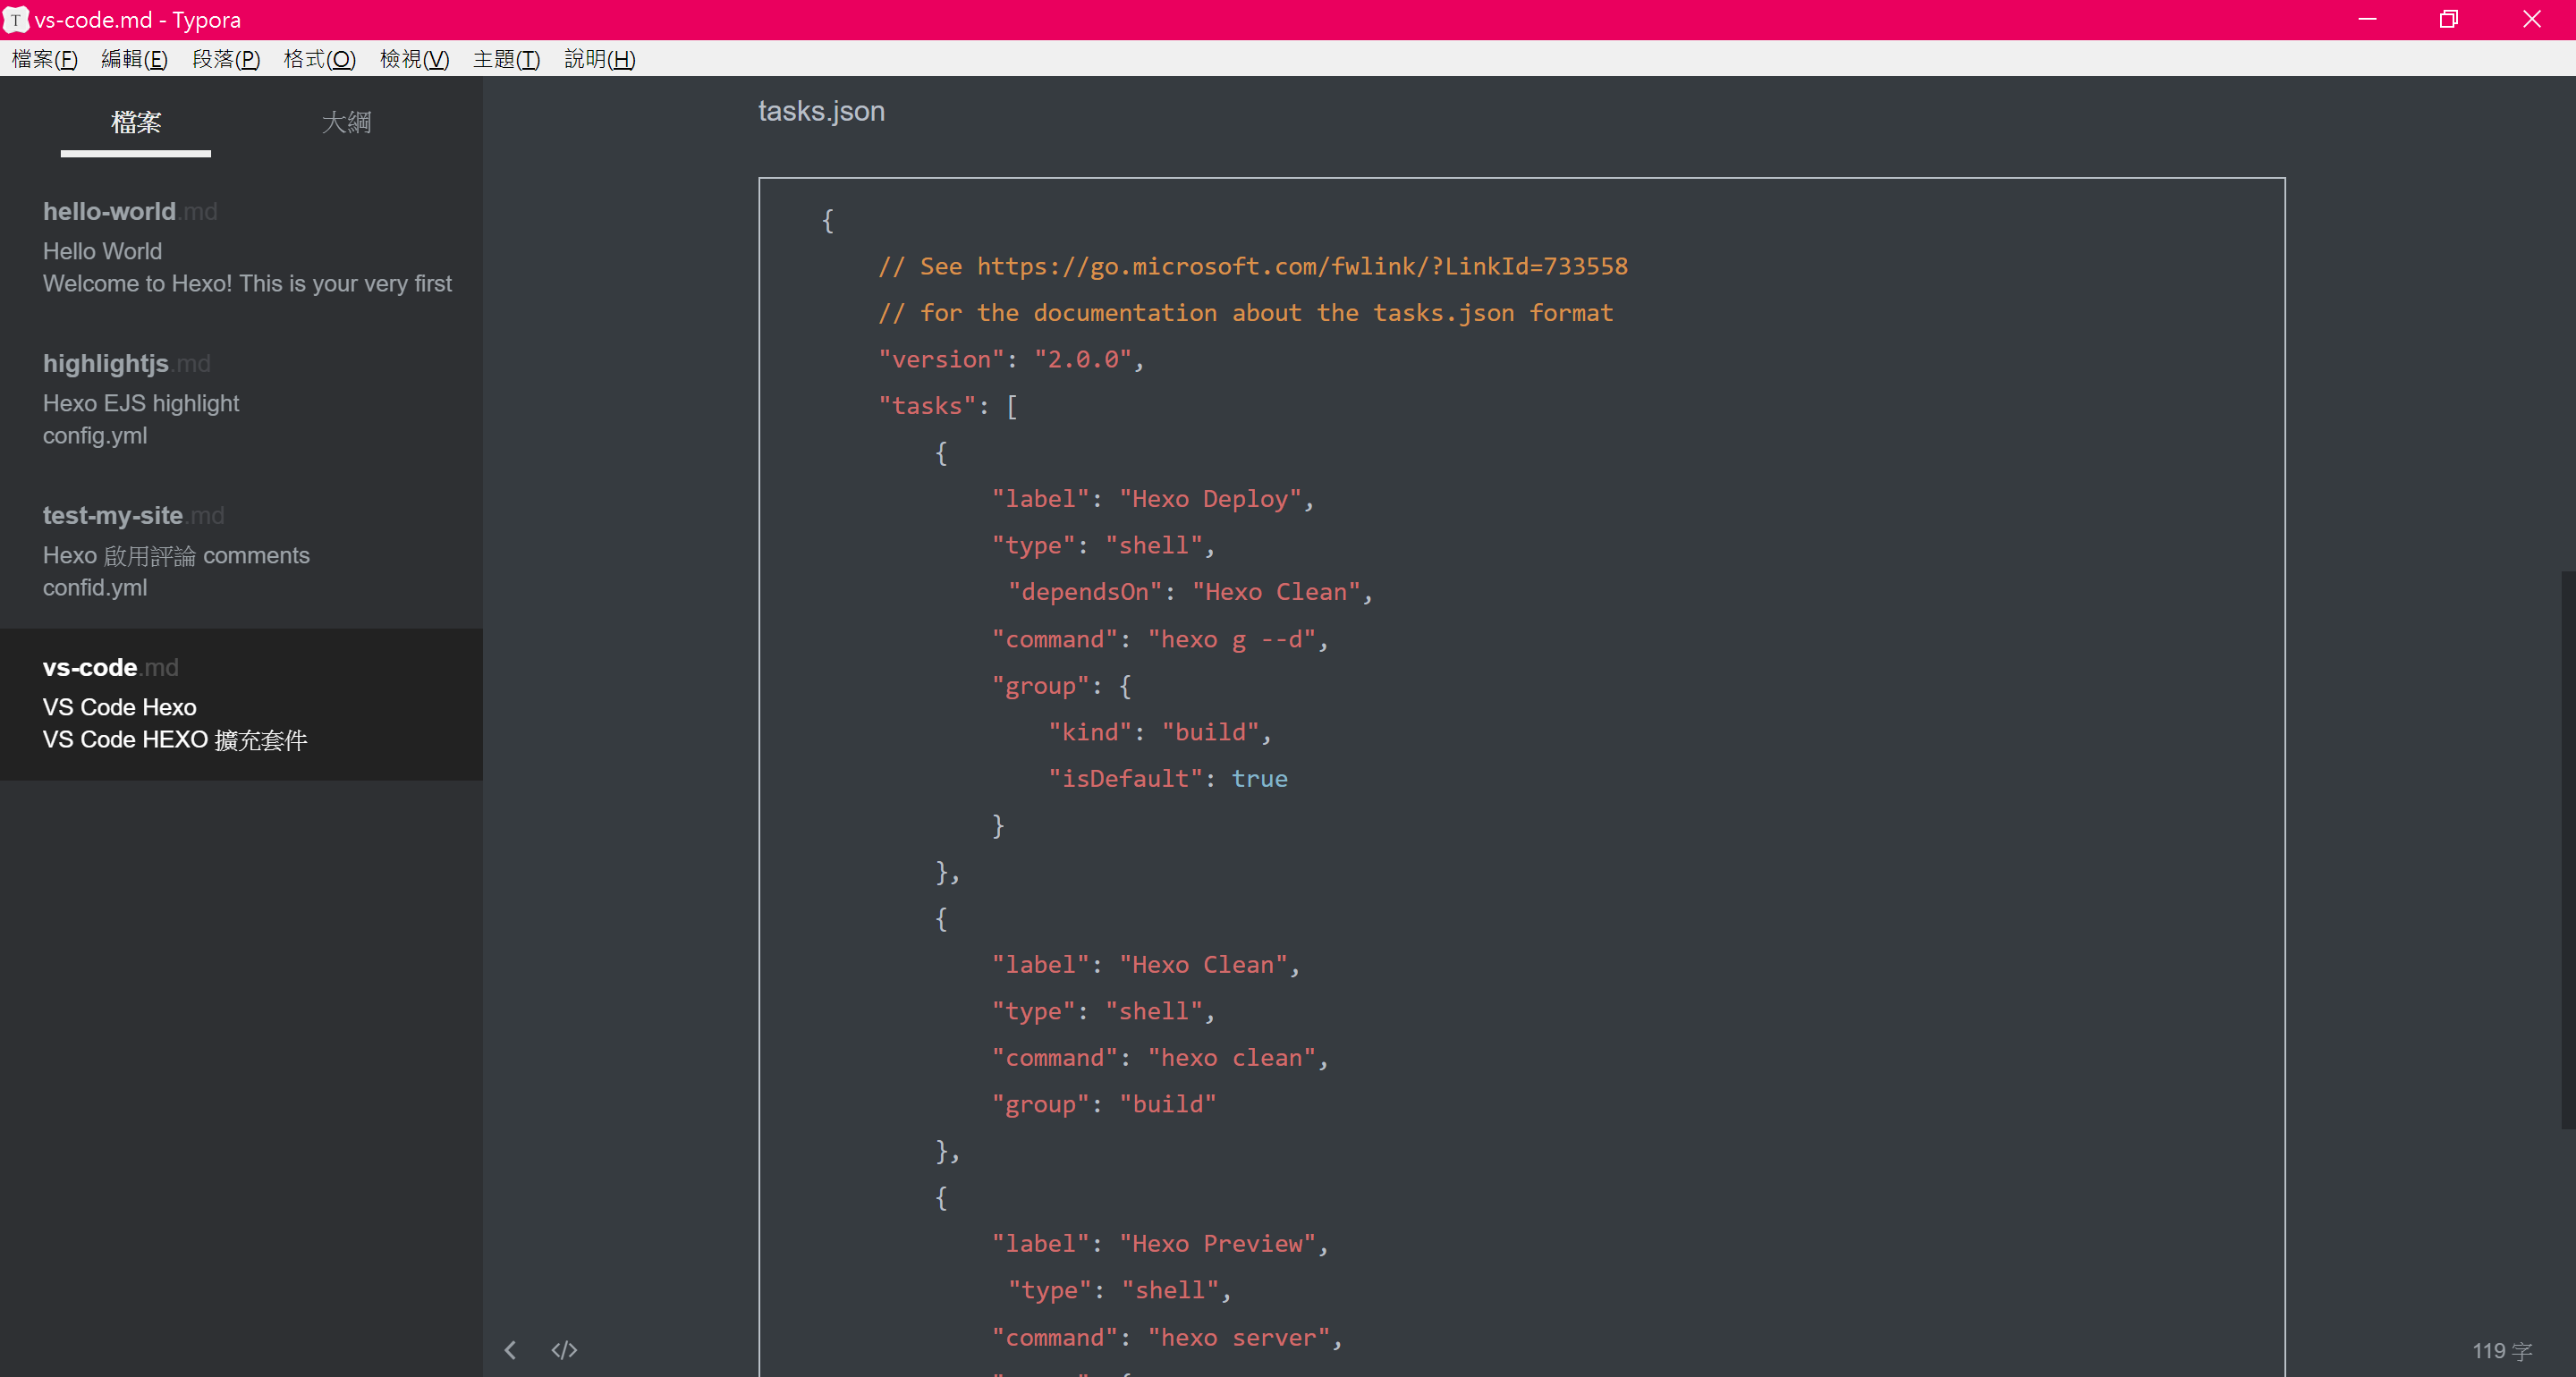 T vs-code.md - Typora
檔案(F) 編輯(E) 段落(P) 格式(O) 檢視(V) 主題(T) 說明(H)
檔案 大綱
hello-world.md
Hello World
Welcome to Hexo! This is your very first
highlightjs.md
Hexo EJS highlight
config.yml
test-my-site.md
Hexo 啟用評論 comments
confid.yml
vs-code.md
VS Code Hexo
VS Code HEXO 擴充套件
tasks.json
{
// See https://go.microsoft.com/fwlink/?LinkId=733558
// for the documentation about the tasks.json format
"version": "2.0.0",
"tasks": [
{
"label": "Hexo Deploy",
"type": "shell",
"dependsOn": "Hexo Clean",
"command": "hexo g --d",
"group": {
"kind": "build",
"isDefault": true
}
},
{
"label": "Hexo Clean",
"type": "shell",
"command": "hexo clean",
"group": "build"
},
{
"label": "Hexo Preview",
"type": "shell",
"command": "hexo server",
119 字